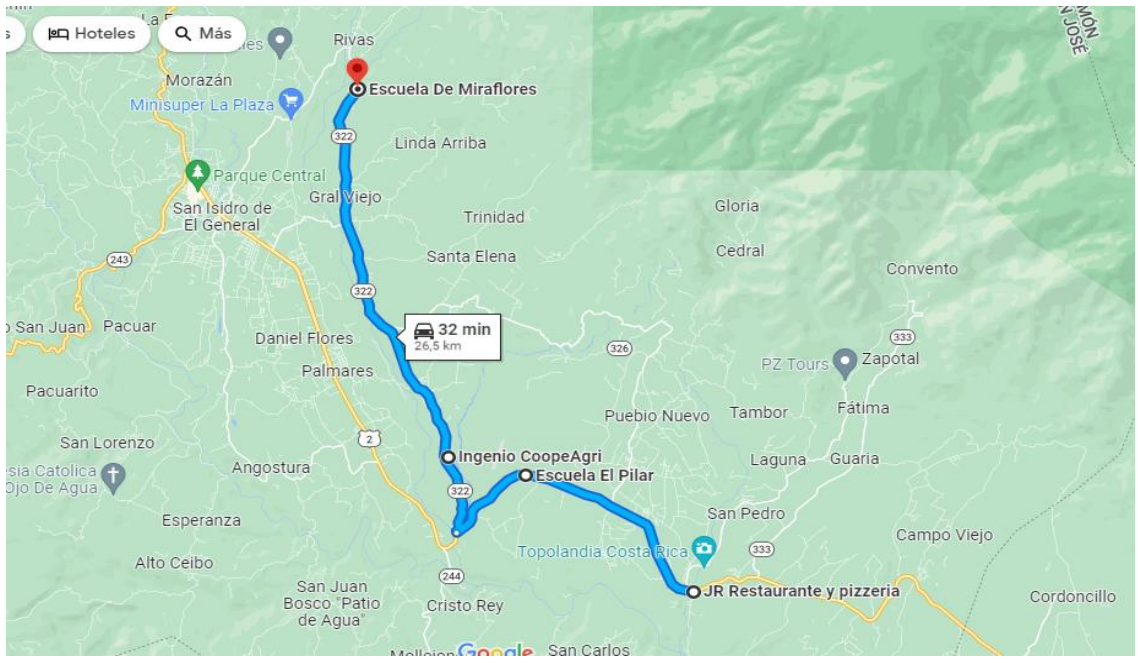 Hoteles
Más
Rivas
Morazán
Escuela De Miraflores
Minisuper La Plaza
322
Linda Arriba
Parque Central
Gral Viejo
San Isidro de
El General
Trinidad
Gloria
Santa Elena
Cedral
243
Convento
322
San Juan
Pacuar
Daniel Flores
32 min
26,5 km
326
333
Palmares
PZ Tours
Zapotal
Pacuarito
Puebio Nuevo
Tambor
Fátima
2
San Lorenzo
Angostura
Ingenio CoopeAgri
Laguna
Guaria
Catolica
Ojo De Agua
322
Escuela El Pilar
Esperanza
San Pedro
Campo Viejo
Alto Ceibo
Topolandia Costa Rica
333
244
San Juan
Bosco "Patio
de Agua"
Cristo Rey
JR Restaurante y pizzeria
Cordoncillo
Google
San Carlos
SAN JOSÉ